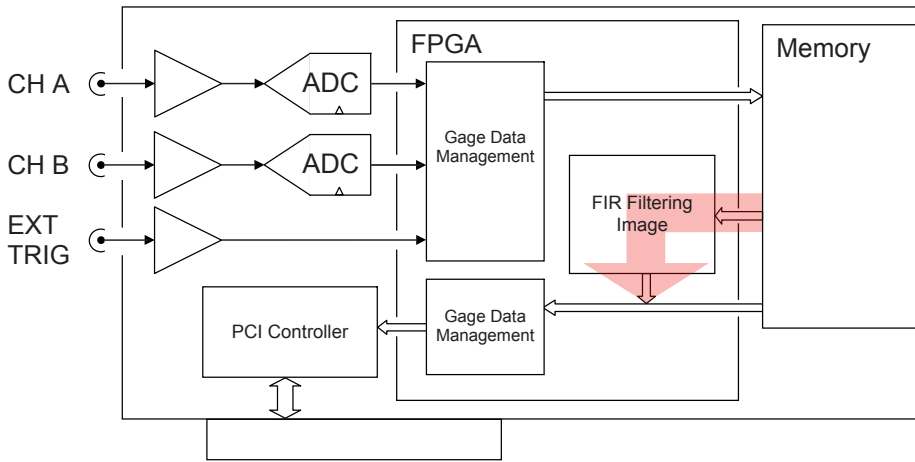 FPGA
Memory
CH A
ADC
Gage Data
Management
CH B
ADC
FIR Filtering
Image
EXT
TRIG
PCI Controller
Gage Data
Management